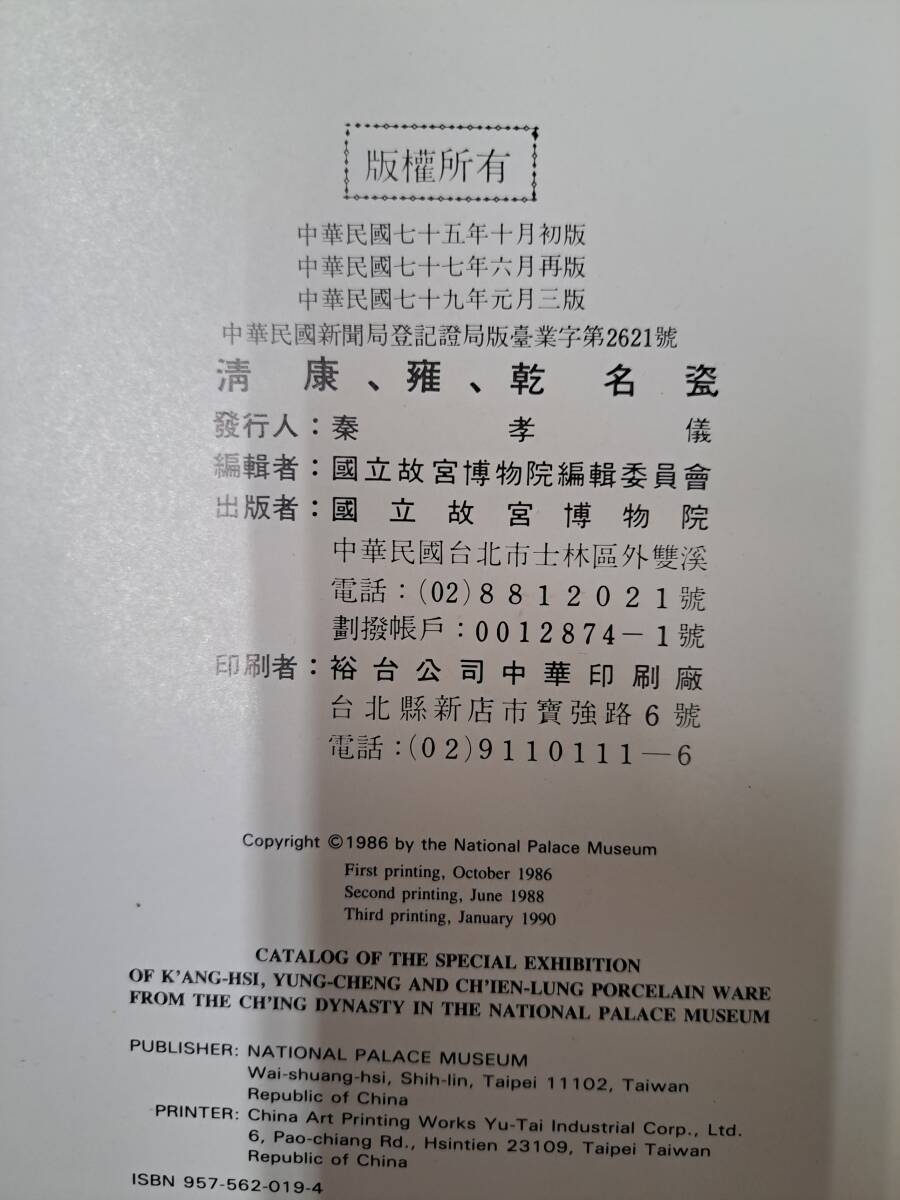 版權所有
中華民國七十五年十月初版
中華民國七十七年六月再版
中華民國七十九年元月三版
中華民國新聞局登記證局版臺業字第2621號
清康、雍、乾名瓷
發行人：秦孝儀
編輯者：國立故宮博物院編輯委員會
出版者：國立故宮博物院
中華民國台北市士林區外雙溪
電話：(02)8812021號
劃撥帳戶：0012874－1號
印刷者：裕台公司中華印刷廠
台北縣新店市寶強路6號
電話：(02)9110111—6
Copyright ©1986 by the National Palace Museum
First printing, October 1986
Second printing, June 1988
Third printing, January 1990
CATALOG OF THE SPECIAL EXHIBITION
OF K'ANG-HSI, YUNG-CHENG AND CH'IEN-LUNG PORCELAIN WARE
FROM THE CH'ING DYNASTY IN THE NATIONAL PALACE MUSEUM
PUBLISHER: NATIONAL PALACE MUSEUM
Wai-shuang-hsi, Shih-lin, Taipei 11102, Taiwan
Republic of China
PRINTER: China Art Printing Works Yu-Tai Industrial Corp., Ltd.
6, Pao-chiang Rd., Hsintien 23109, Taipei Taiwan
Republic of China
ISBN 957-562-019-4